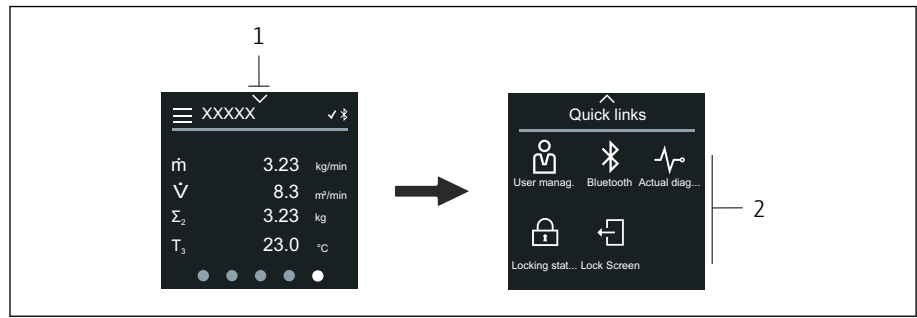 1
XXXXX
ṁ 3.23 kg/min
V̇ 8.3 m³/min
Σ₂ 3.23 kg
T₃ 23.0 °C
Quick links
User manag. Bluetooth Actual diag...
Locking stat... Lock Screen
2